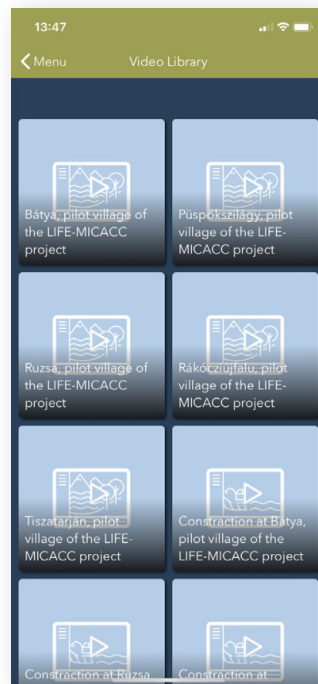 13:47
Menu
Video Library
Bátya, pilot village of
the LIFE-MICACC
project
Püspökszilágy, pilot
village of the LIFE-
MICACC project
Ruzsa, pilot village of
the LIFE-MICACC
project
Rákócziújfalu, pilot
village of the LIFE-
MICACC project
Tiszatarján, pilot
village of the LIFE-
MICACC project
Constraction at Bátya,
pilot village of the
LIFE-MICACC project
Constraction at Ruzsa
Constraction at